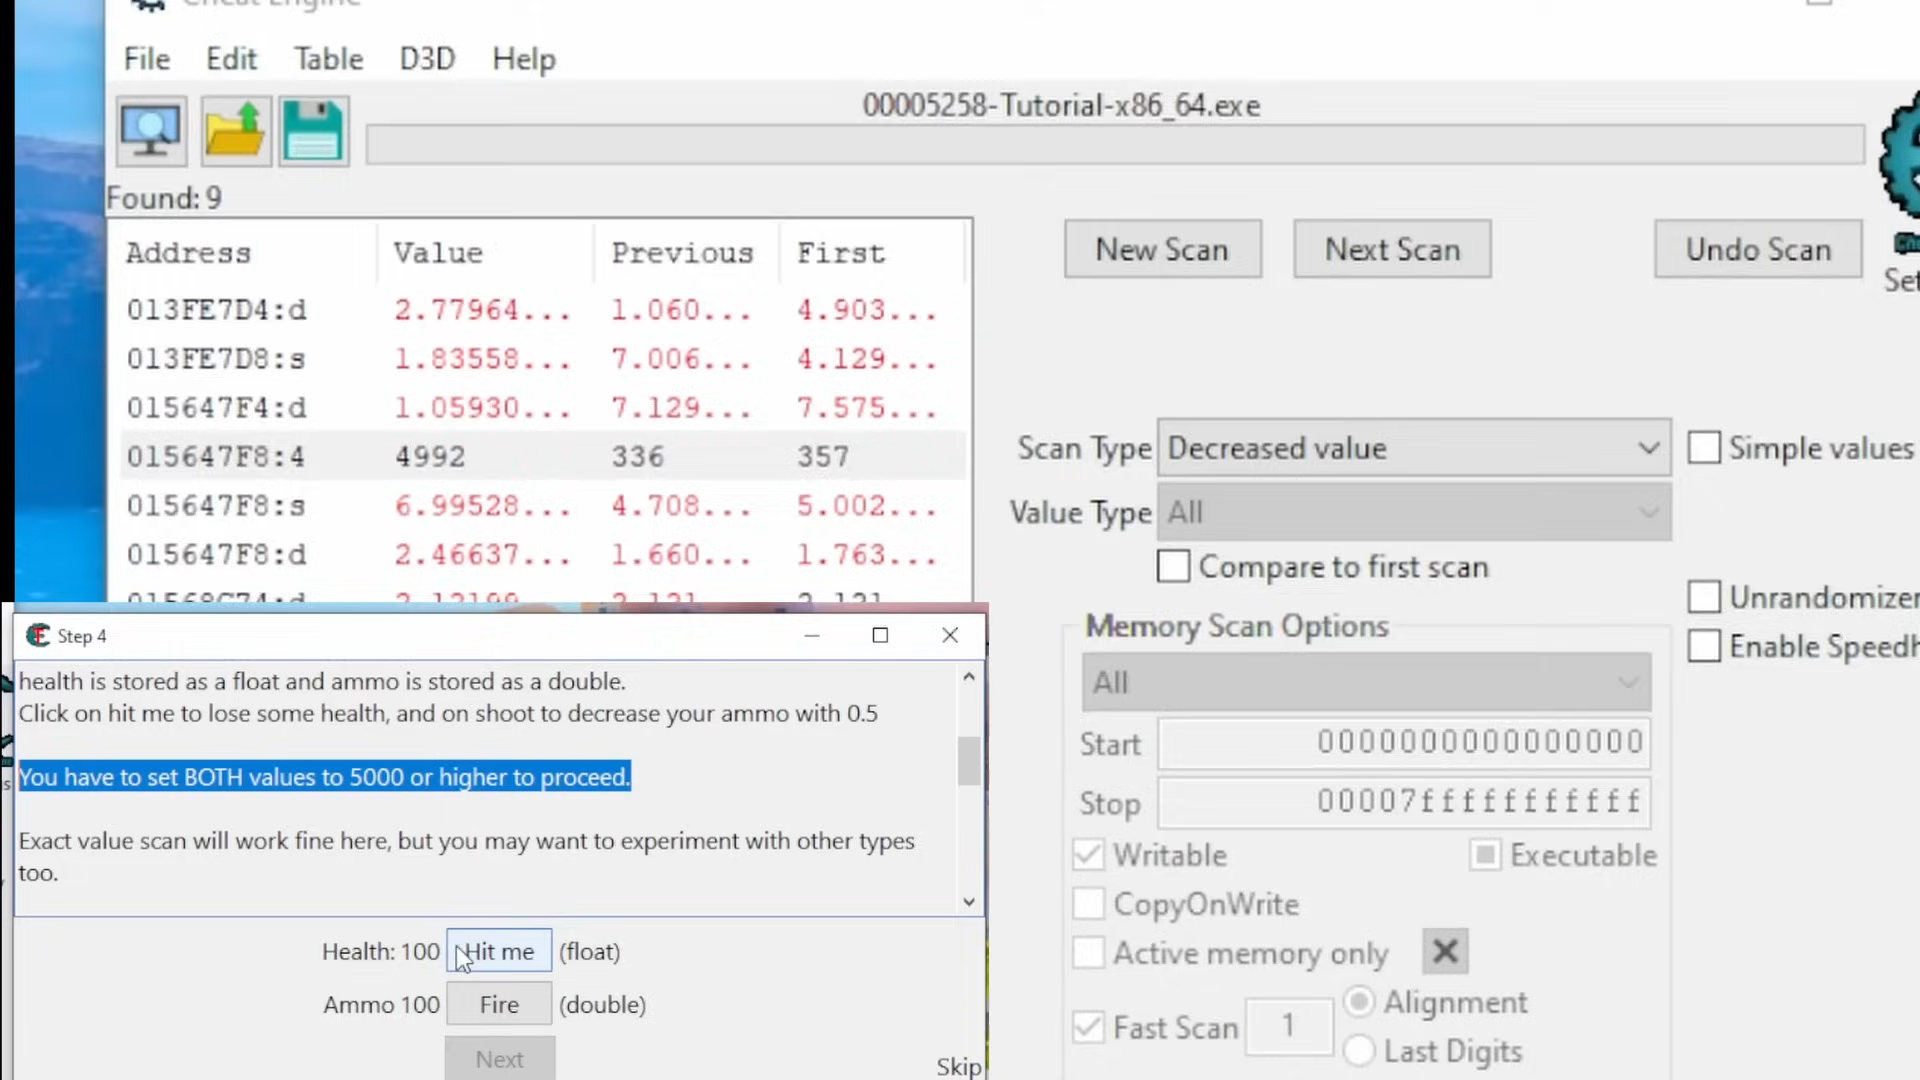 Cheat Engine
File Edit Table D3D Help
00005258-Tutorial-x86_64.exe
Found: 9
Address Value Previous First
013FE7D4:d 2.77964... 1.060... 4.903...
013FE7D8:s 1.83558... 7.006... 4.129...
015647F4:d 1.05930... 7.129... 7.575...
015647F8:4 4992 336 357
015647F8:s 6.99528... 4.708... 5.002...
015647F8:d 2.46637... 1.660... 1.763...
New Scan Next Scan Undo Scan
Set
Scan Type Decreased value Simple values
Value Type All
Compare to first scan
Unrandomizer
Enable Speedh
Memory Scan Options
All
Start 0000000000000000
Stop 00007fffffffffff
Writable Executable
CopyOnWrite
Active memory only
Fast Scan 1 Alignment
Last Digits
Step 4
health is stored as a float and ammo is stored as a double.
Click on hit me to lose some health, and on shoot to decrease your ammo with 0.5
You have to set BOTH values to 5000 or higher to proceed.
Exact value scan will work fine here, but you may want to experiment with other types
too.
Health: 100 Hit me (float)
Ammo 100 Fire (double)
Next
Skip